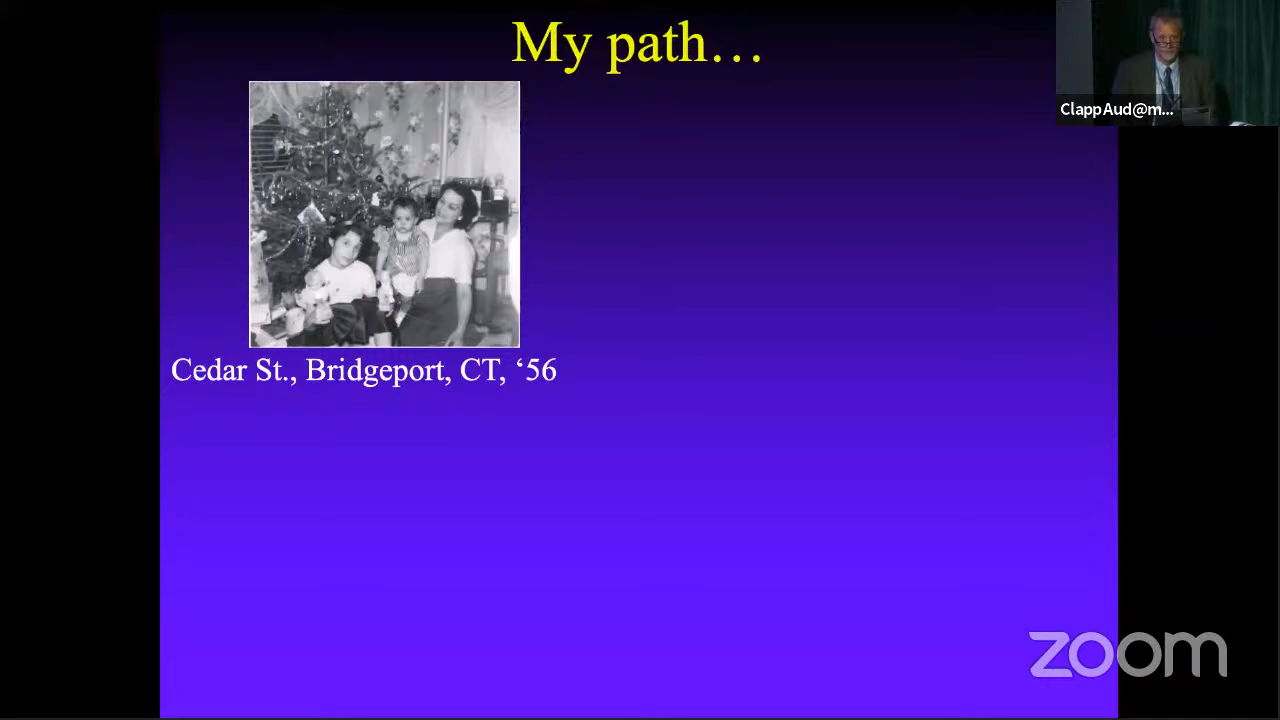 My path…
ClappAud@m...
Cedar St., Bridgeport, CT, ‘56
zoom